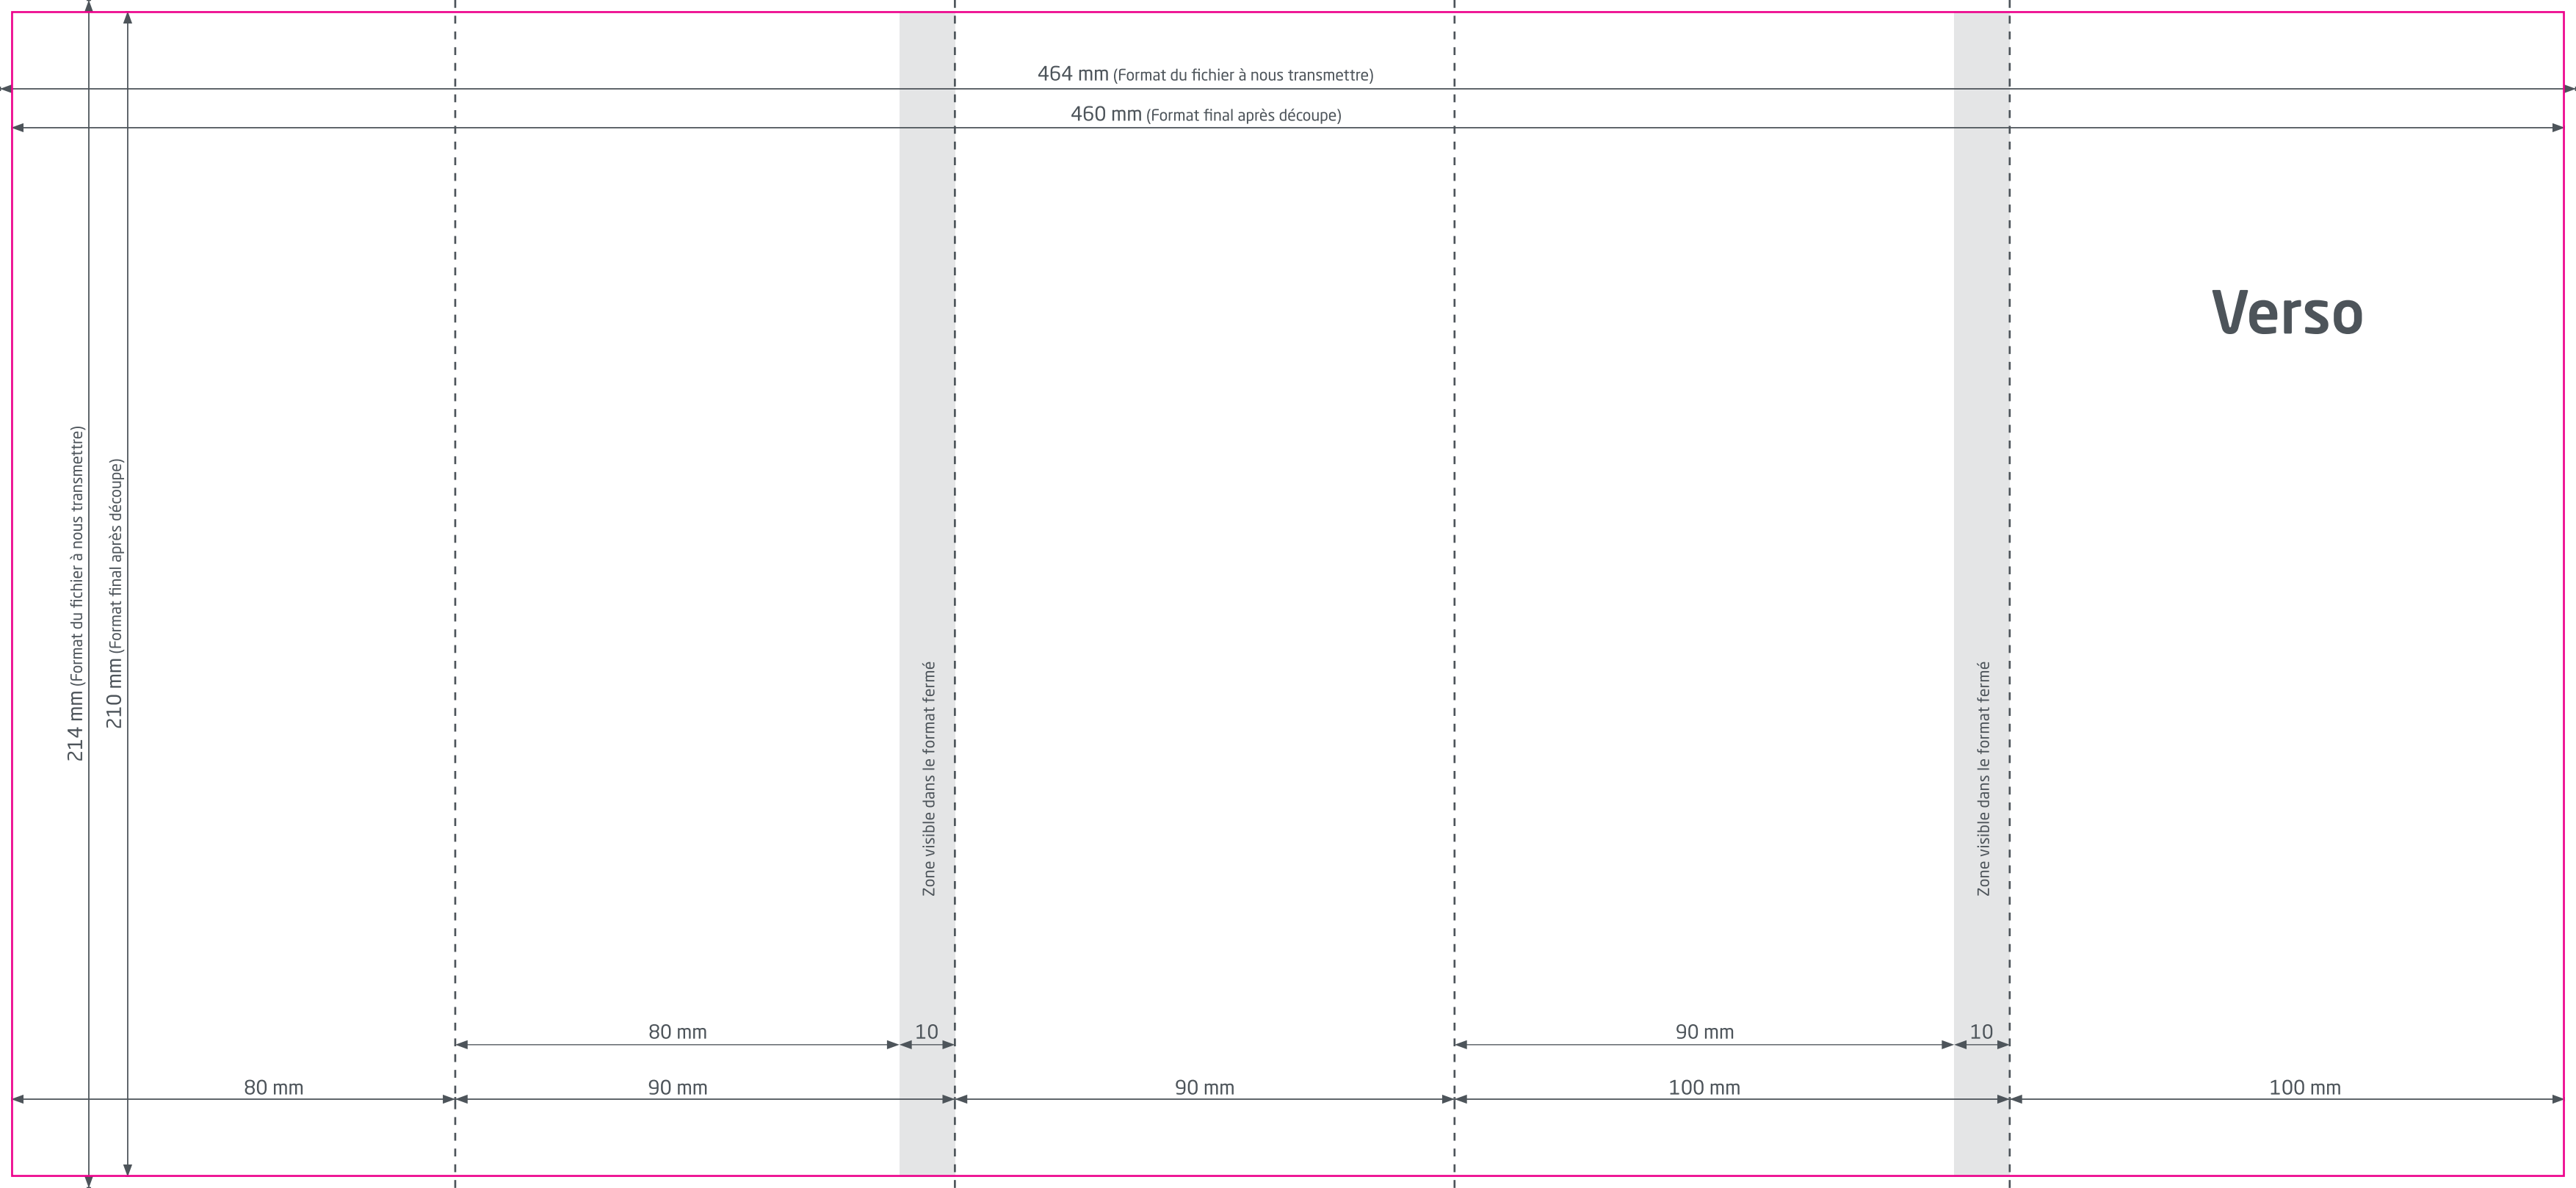 464 mm (Format du fichier à nous transmettre)
460 mm (Format final après découpe)
Verso
214 mm (Format du fichier à nous transmettre)
210 mm (Format final après découpe)
Zone visible dans le format fermé
Zone visible dans le format fermé
80 mm
10
90 mm
10
80 mm
90 mm
90 mm
100 mm
100 mm